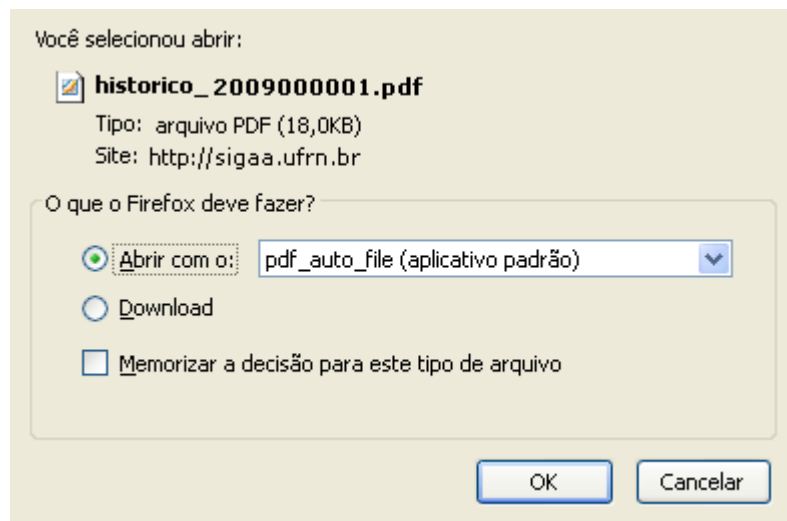 Você selecionou abrir:
historico_2009000001.pdf
Tipo: arquivo PDF (18,0KB)
Site: http://sigaa.ufrn.br
O que o Firefox deve fazer?
Abrir com o: pdf_auto_file (aplicativo padrão)
Download
Memorizar a decisão para este tipo de arquivo
OK Cancelar